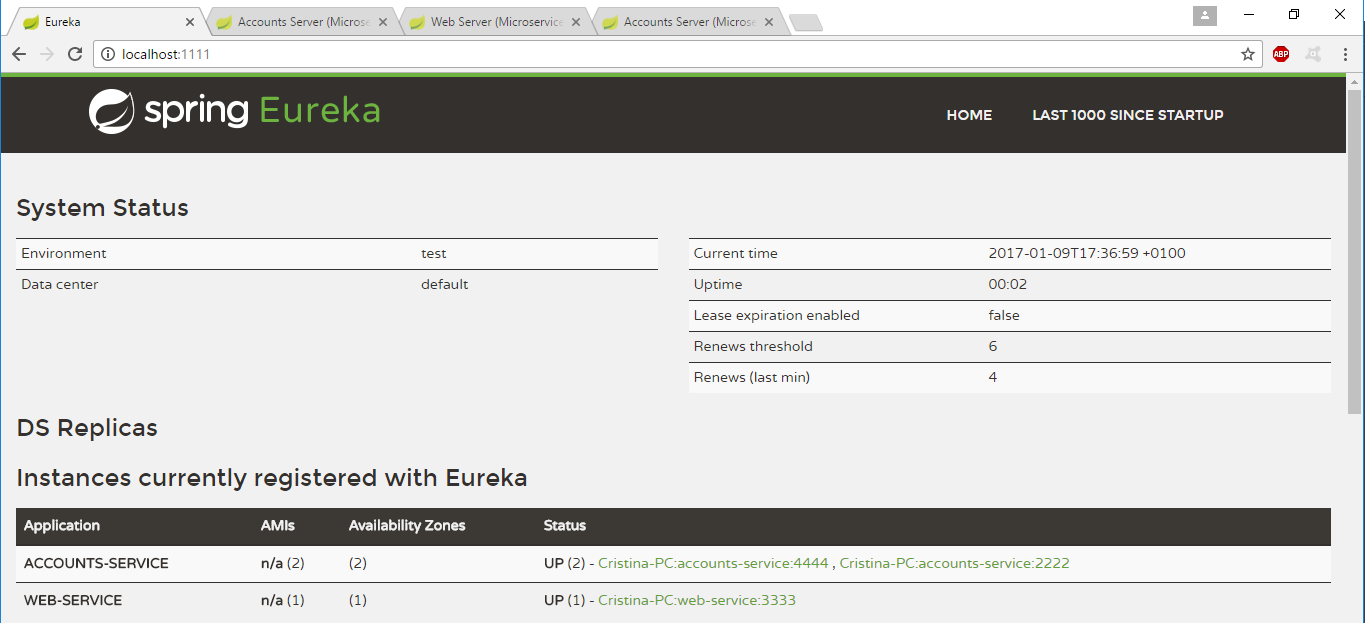 Eureka
Accounts Server (Microse
Web Server (Microservice
Accounts Server (Microse
localhost:1111
ABP
spring Eureka
HOME LAST 1000 SINCE STARTUP
System Status
Environment test
Data center default
Current time 2017-01-09T17:36:59 +0100
Uptime 00:02
Lease expiration enabled false
Renews threshold 6
Renews (last min) 4
DS Replicas
Instances currently registered with Eureka
Application AMIs Availability Zones Status
ACCOUNTS-SERVICE n/a (2) (2) UP (2) - Cristina-PC:accounts-service:4444 , Cristina-PC:accounts-service:2222
WEB-SERVICE n/a (1) (1) UP (1) - Cristina-PC:web-service:3333